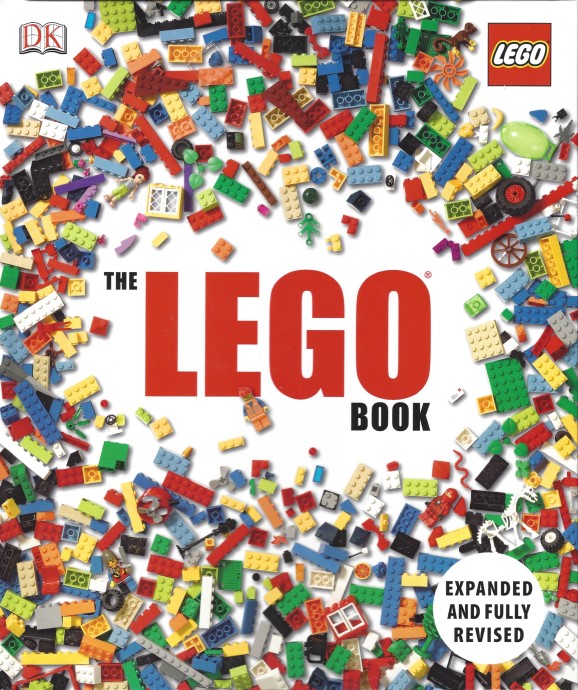 DK
LEGO
THE
LEGO®
BOOK
EXPANDED
AND FULLY
REVISED